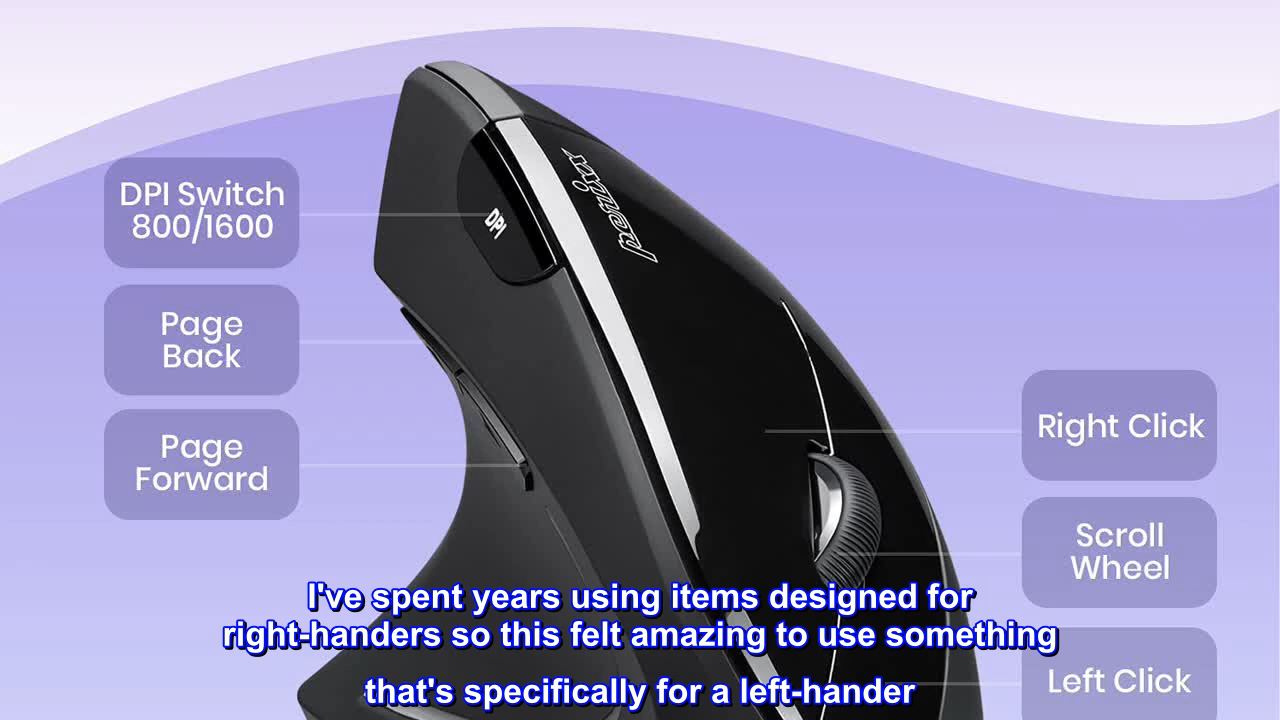 DPI Switch
800/1600
Page
Back
Page
Forward
DPI
perixx
Right Click
Scroll
Wheel
Left Click
I've spent years using items designed for
right-handers so this felt amazing to use something
that's specifically for a left-hander